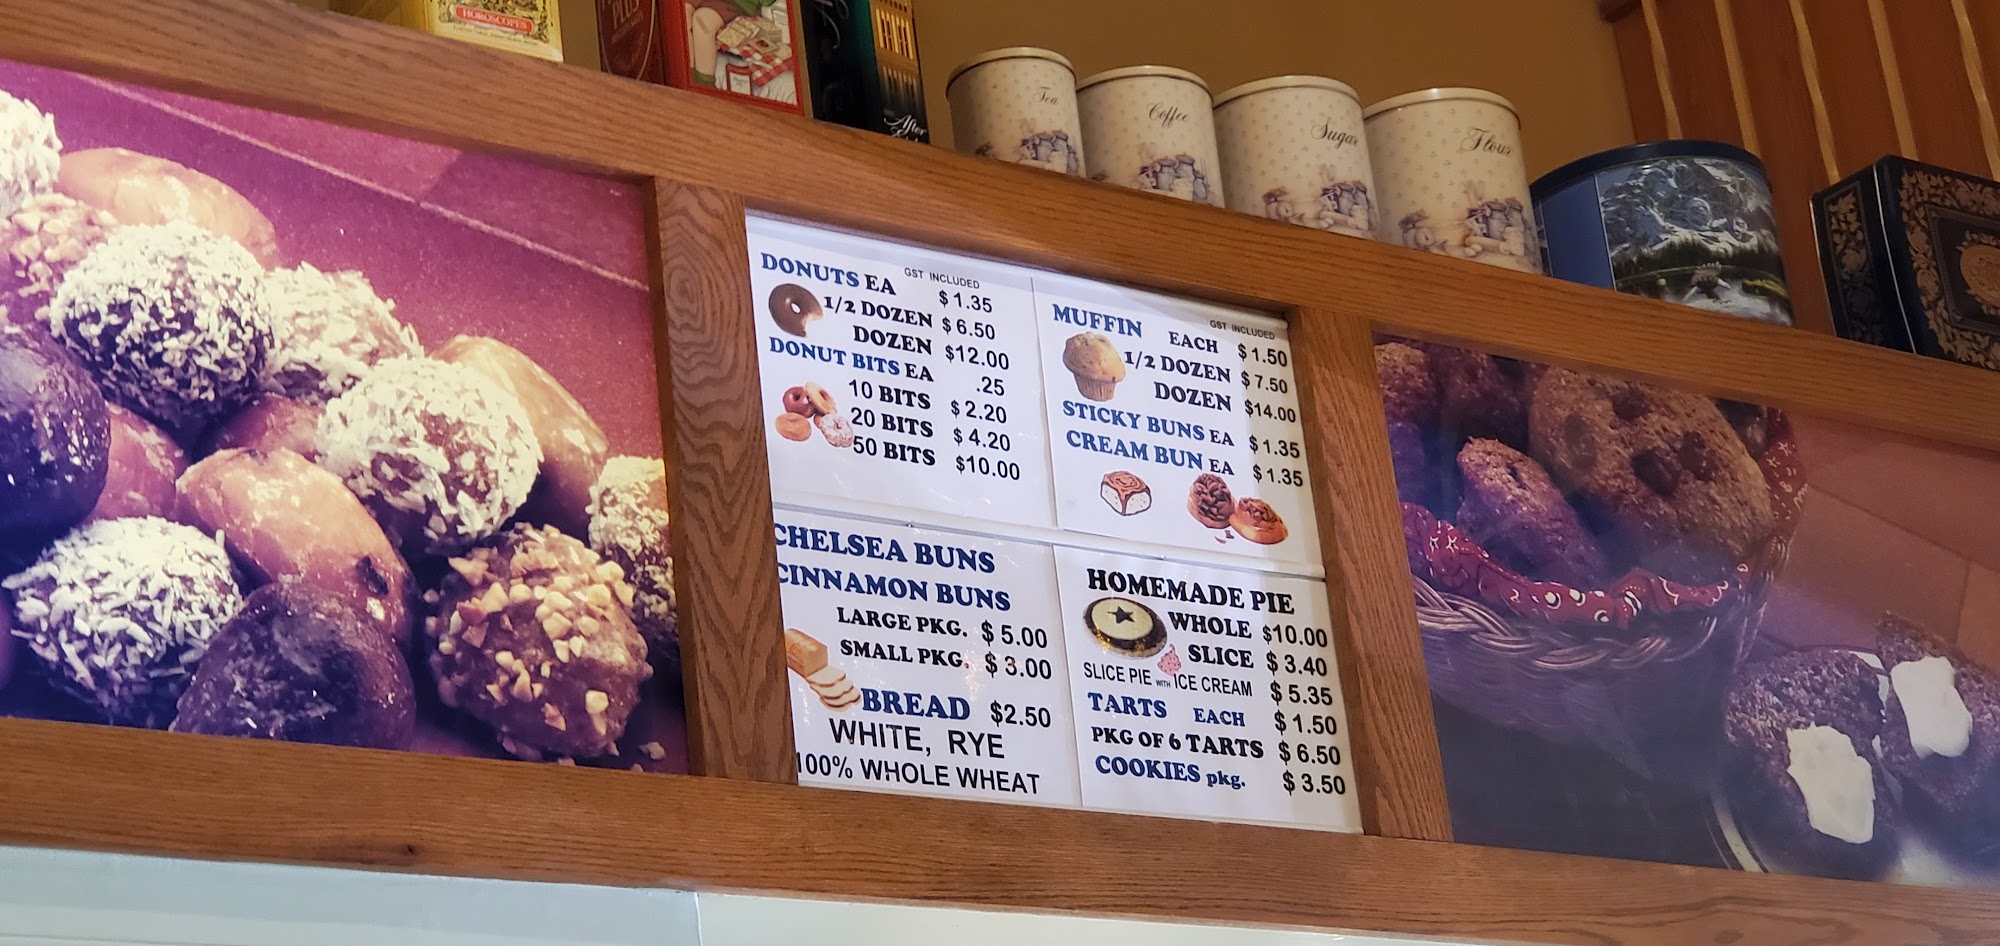 HOROSCOPES
PLUS
After
Tea
Coffee
Sugar
Flour
GST INCLUDED
DONUTS EA $1.35
1/2 DOZEN $6.50
DOZEN $12.00
DONUT BITS EA .25
10 BITS $2.20
20 BITS $4.20
50 BITS $10.00
GST INCLUDED
MUFFIN EACH $1.50
1/2 DOZEN $7.50
DOZEN $14.00
STICKY BUNS EA $1.35
CREAM BUN EA $1.35
CHELSEA BUNS
CINNAMON BUNS
LARGE PKG. $5.00
SMALL PKG. $3.00
BREAD $2.50
WHITE, RYE
100% WHOLE WHEAT
HOMEMADE PIE
WHOLE $10.00
SLICE $3.40
SLICE PIE WITH ICE CREAM $5.35
TARTS EACH $1.50
PKG OF 6 TARTS $6.50
COOKIES pkg. $3.50